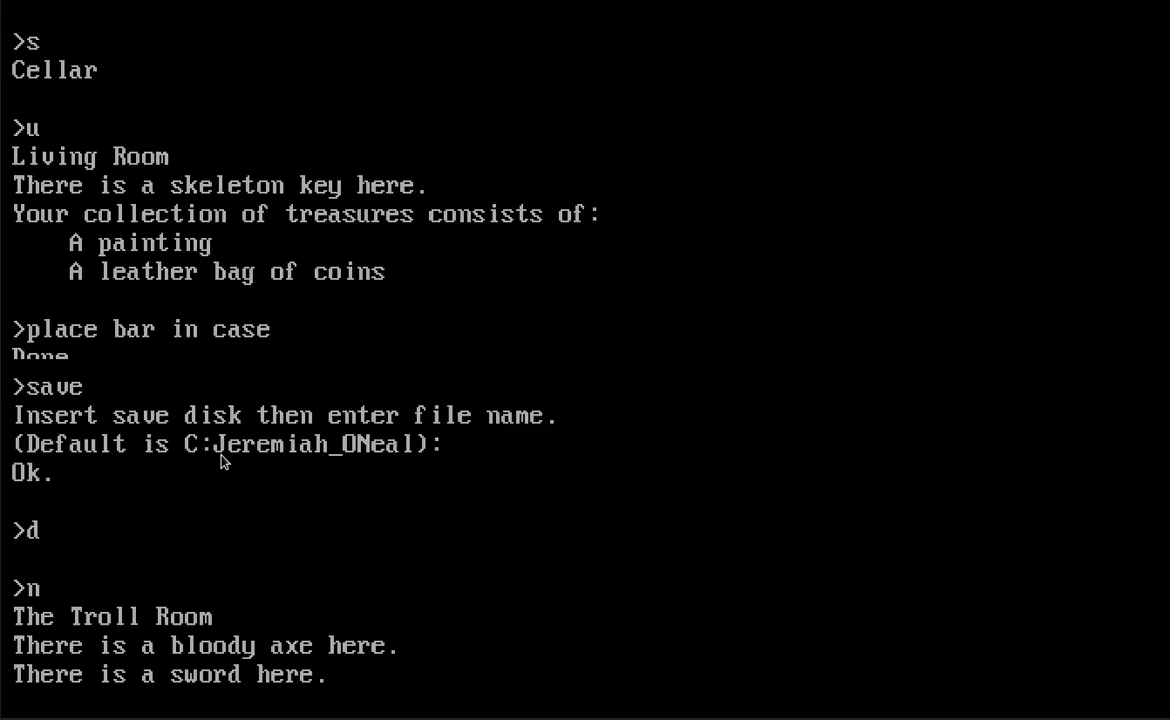 >s
Cellar
>u
Living Room
There is a skeleton key here.
Your collection of treasures consists of:
A painting
A leather bag of coins
>place bar in case
Done
>save
Insert save disk then enter file name.
(Default is C:Jeremiah_ONeal):
Ok.
>d
>n
The Troll Room
There is a bloody axe here.
There is a sword here.